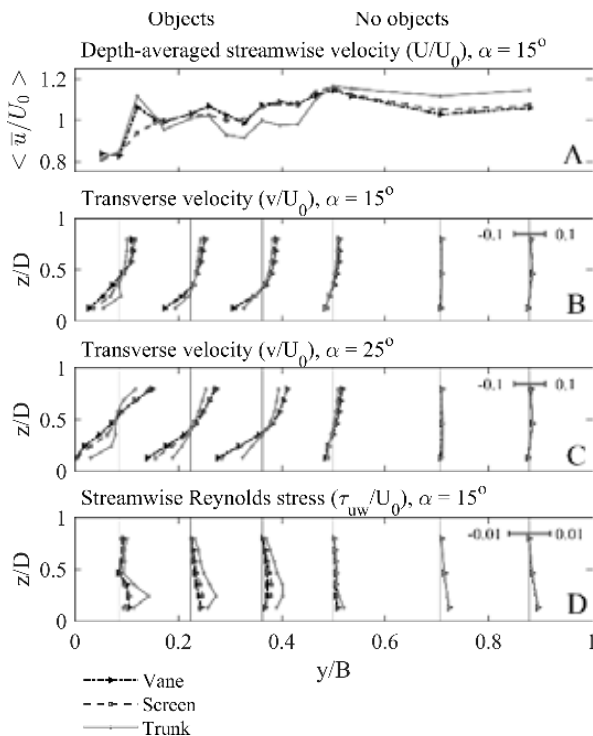 Objects No objects
Depth-averaged streamwise velocity (U/U₀), α = 15°
< u̅/U₀ >
1.2
1
0.8
A
Transverse velocity (v/U₀), α = 15°
z/D
1
0.5
0
-0.1 0.1
B
Transverse velocity (v/U₀), α = 25°
z/D
1
0.5
0
-0.1 0.1
C
Streamwise Reynolds stress (τᵤw/U₀), α = 15°
z/D
1
0.5
0
-0.01 0.01
D
0 0.2 0.4 0.6 0.8 1
y/B
Vane
Screen
Trunk